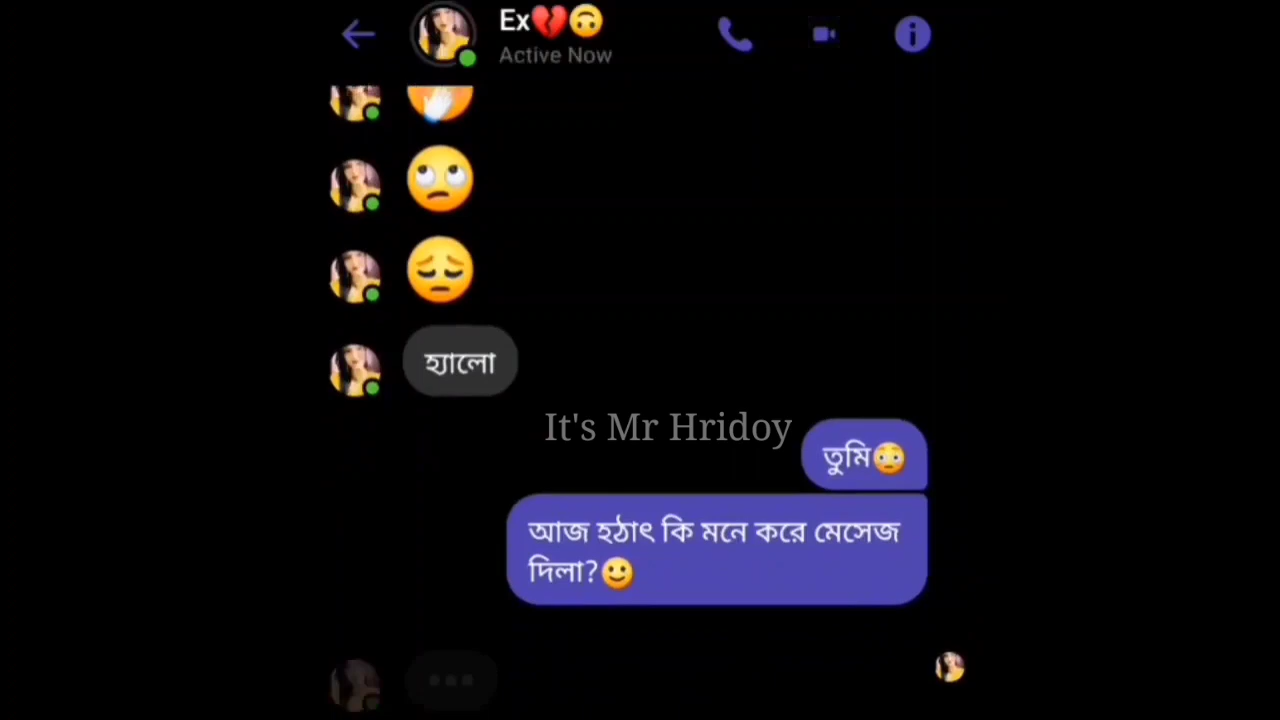 Ex💔🙃
Active Now
🙄
😔
হ্যালো
It's Mr Hridoy
তুমি😳
আজ হঠাৎ কি মনে করে মেসেজ
দিলা?🙂